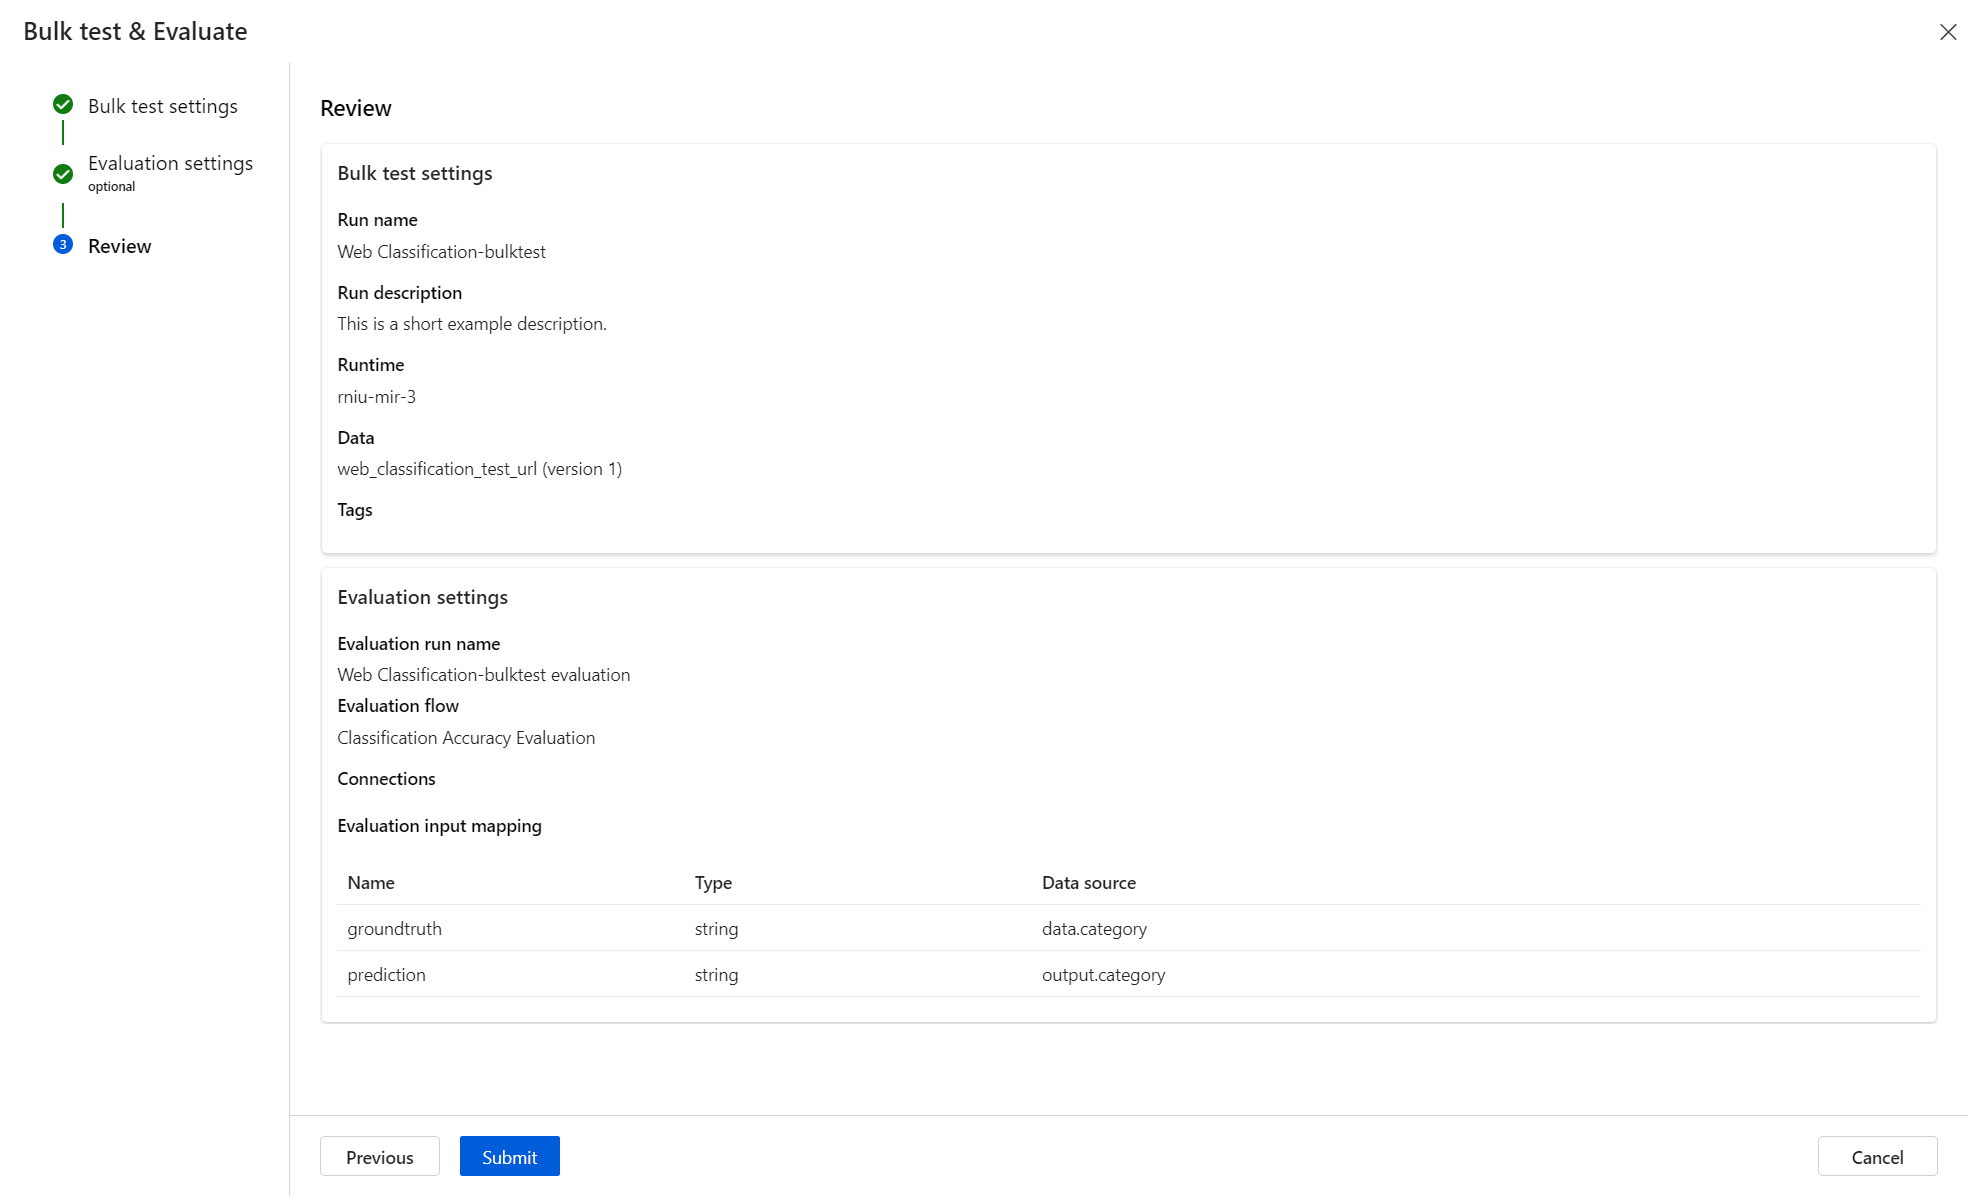 Bulk test & Evaluate
Bulk test settings
Evaluation settings
optional
3 Review
Review
Bulk test settings
Run name
Web Classification-bulktest
Run description
This is a short example description.
Runtime
rniu-mir-3
Data
web_classification_test_url (version 1)
Tags
Evaluation settings
Evaluation run name
Web Classification-bulktest evaluation
Evaluation flow
Classification Accuracy Evaluation
Connections
Evaluation input mapping
Name Type Data source
groundtruth string data.category
prediction string output.category
Previous Submit Cancel